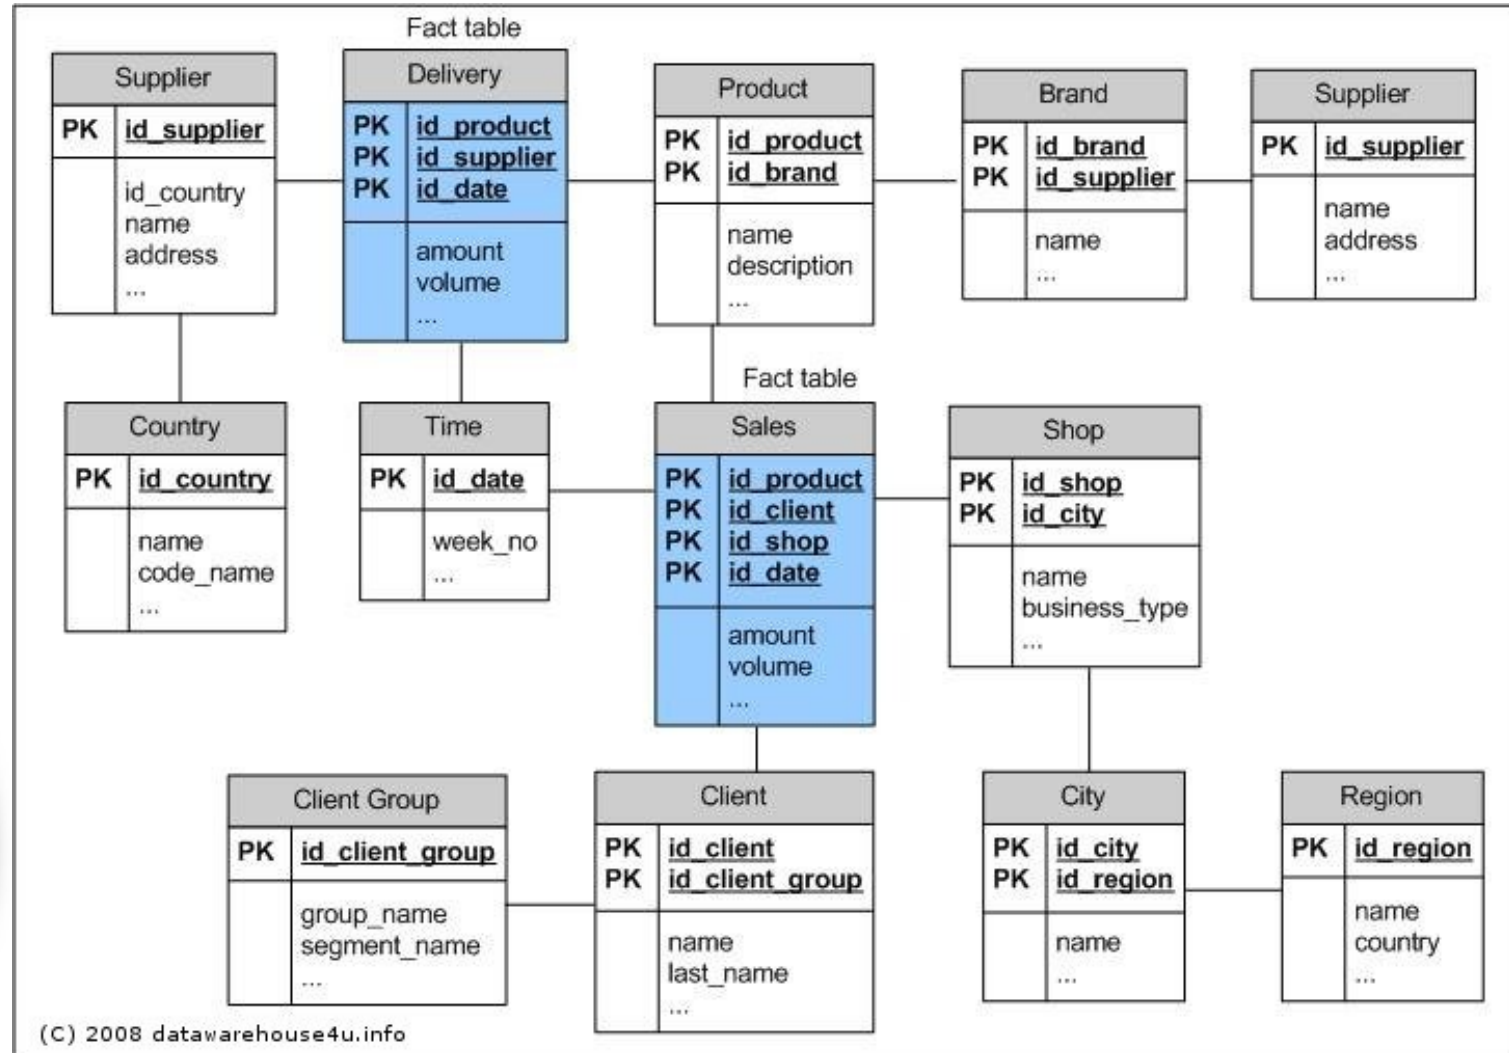 Fact table
Supplier
PK id_supplier
id_country
name
address
...
Delivery
PK id_product
PK id_supplier
PK id_date
amount
volume
...
Product
PK id_product
PK id_brand
name
description
...
Brand
PK id_brand
PK id_supplier
name
...
Supplier
PK id_supplier
name
address
...
Country
PK id_country
name
code_name
...
Time
PK id_date
week_no
...
Fact table
Sales
PK id_product
PK id_client
PK id_shop
PK id_date
amount
volume
...
Shop
PK id_shop
PK id_city
name
business_type
...
Client Group
PK id_client_group
group_name
segment_name
...
Client
PK id_client
PK id_client_group
name
last_name
...
City
PK id_city
PK id_region
name
...
Region
PK id_region
name
country
...
(C) 2008 datawarehouse4u.info